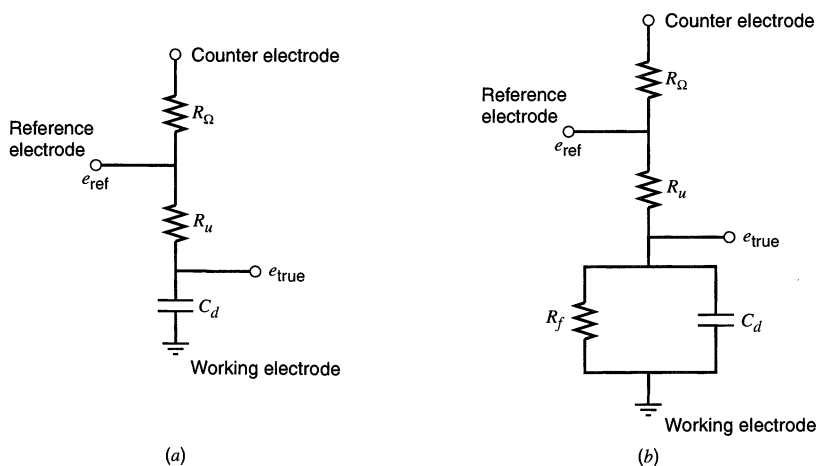 Counter electrode
R_Ω
Reference
electrode
e_ref
R_u
e_true
C_d
Working electrode
(a)
Counter electrode
R_Ω
Reference
electrode
e_ref
R_u
e_true
R_f
C_d
Working electrode
(b)